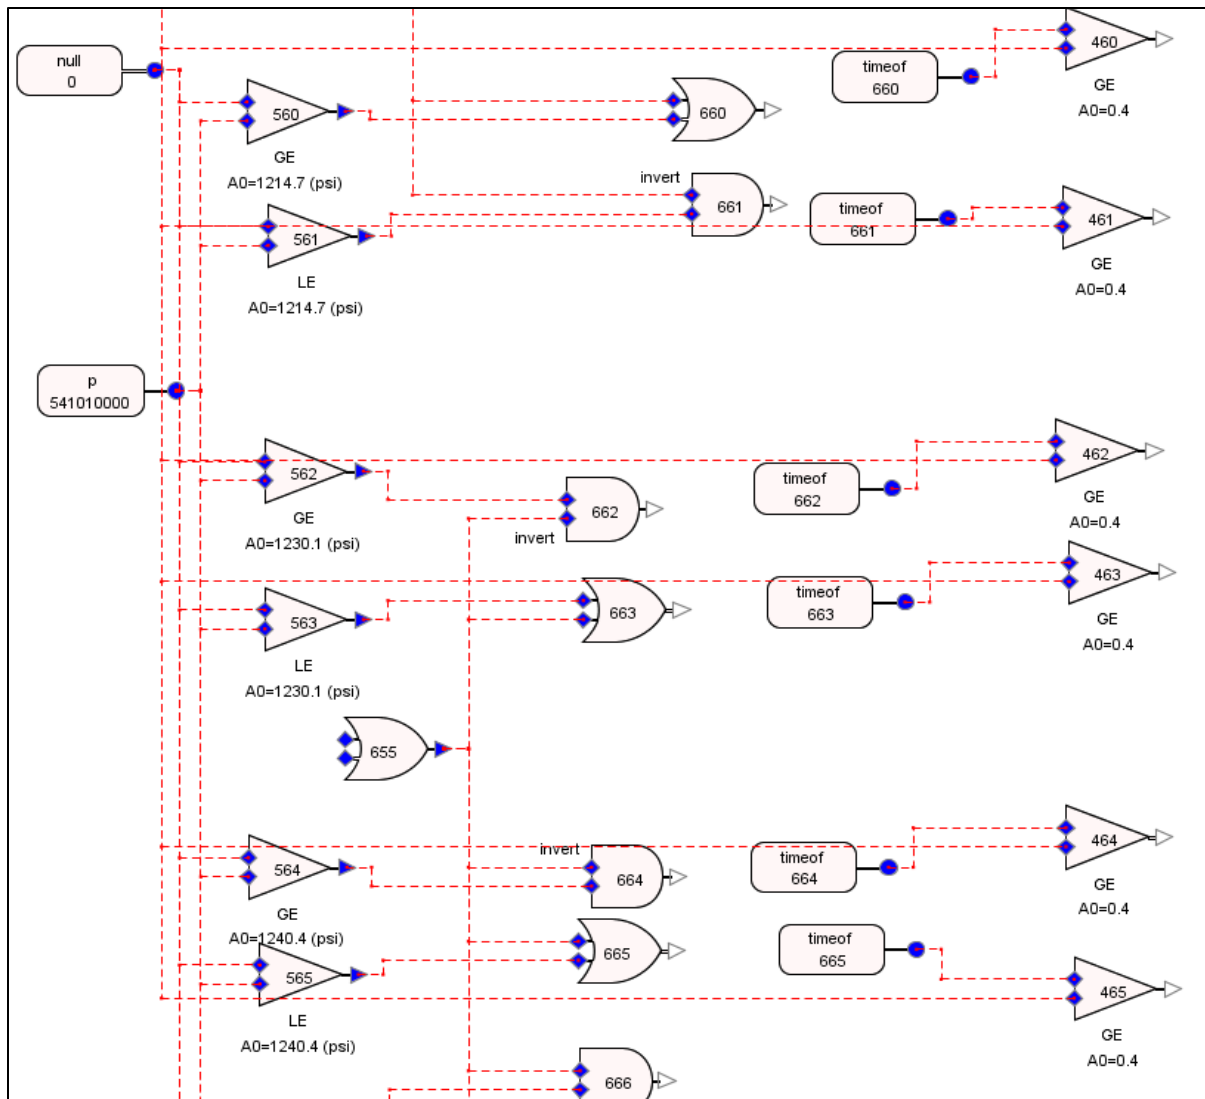 460
null
0
timeof
660
GE
A0=0.4
560
660
GE
A0=1214.7 (psi)
invert
661
timeof
661
461
561
GE
A0=0.4
LE
A0=1214.7 (psi)
p
541010000
462
562
timeof
662
GE
A0=0.4
662
GE
A0=1230.1 (psi)
invert
463
timeof
663
563
663
GE
A0=0.4
LE
A0=1230.1 (psi)
655
464
invert
timeof
664
564
664
GE
A0=0.4
GE
A0=1240.4 (psi)
timeof
665
665
565
465
LE
A0=1240.4 (psi)
GE
A0=0.4
666